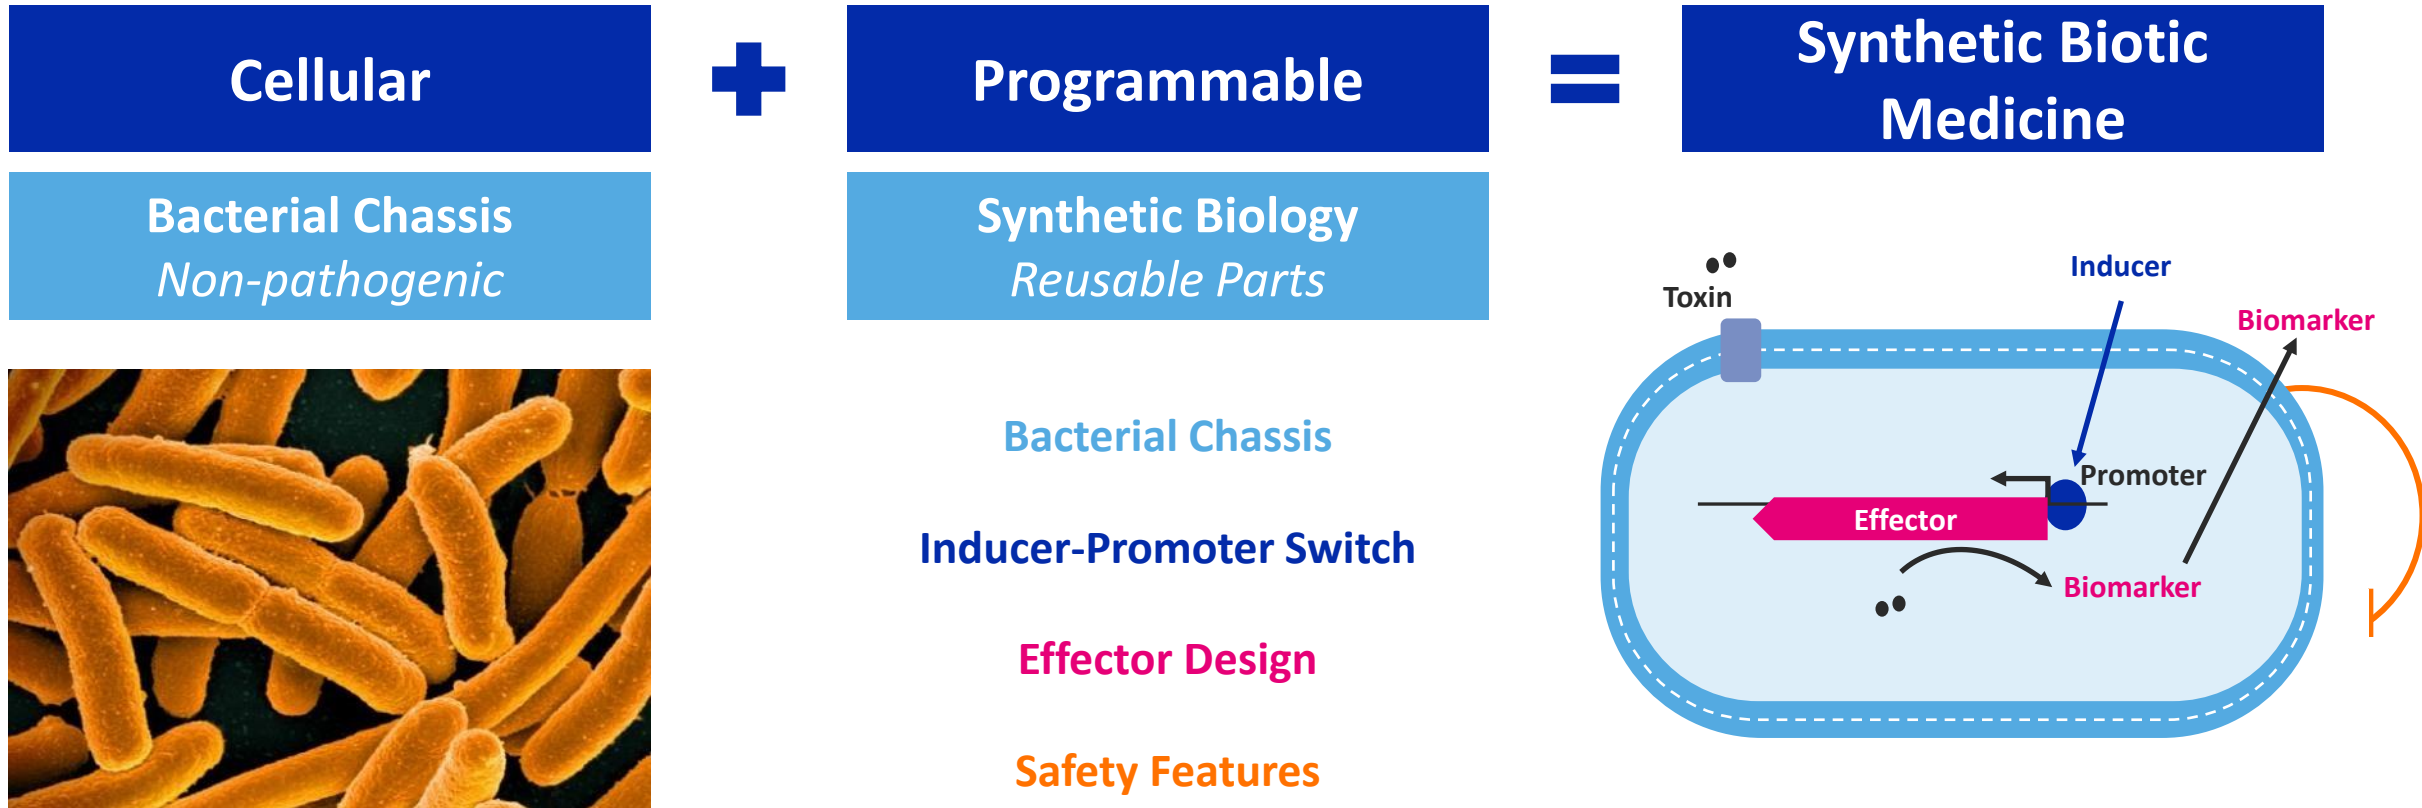 Cellular
Programmable
Synthetic Biotic
Medicine
Bacterial Chassis
Non-pathogenic
Synthetic Biology
Reusable Parts
Bacterial Chassis
Inducer-Promoter Switch
Effector Design
Safety Features
Toxin
Inducer
Biomarker
Promoter
Effector
Biomarker